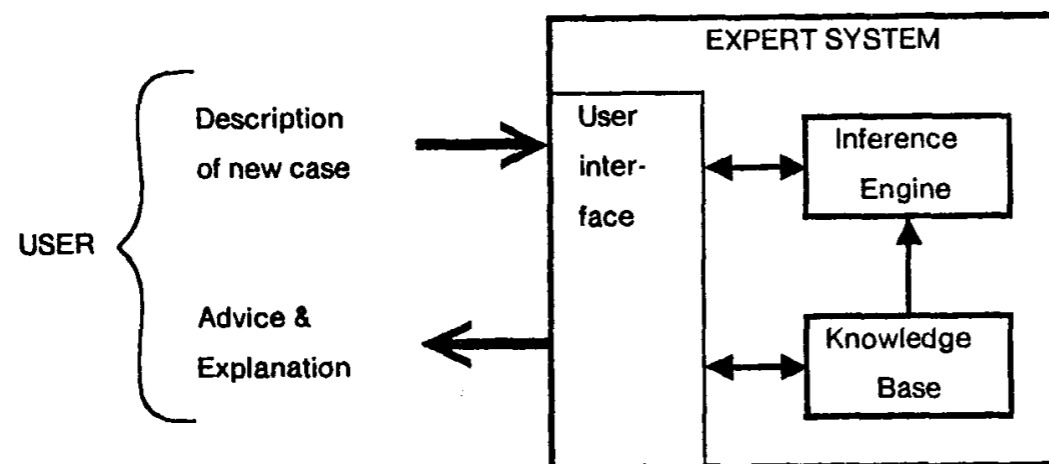 EXPERT SYSTEM
USER
Description
of new case
Advice &
Explanation
User
inter-
face
Inference
Engine
Knowledge
Base